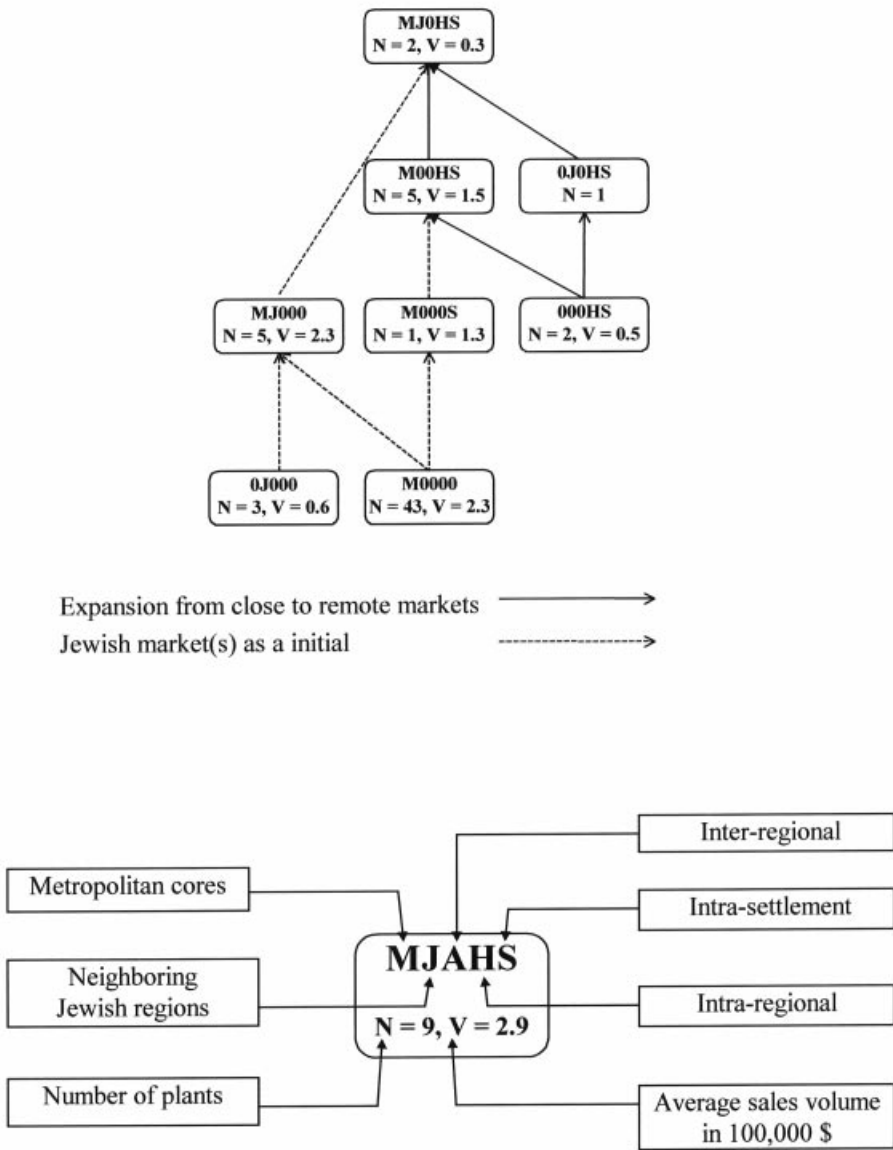 MJ0HS
N = 2, V = 0.3
M00HS
N = 5, V = 1.5
0J0HS
N = 1
MJ000
N = 5, V = 2.3
M000S
N = 1, V = 1.3
000HS
N = 2, V = 0.5
0J000
N = 3, V = 0.6
M0000
N = 43, V = 2.3
Expansion from close to remote markets
Jewish market(s) as a initial
Inter-regional
Metropolitan cores
Intra-settlement
MJAHS
Neighboring
Jewish regions
Intra-regional
N = 9, V = 2.9
Number of plants
Average sales volume
in 100,000 $